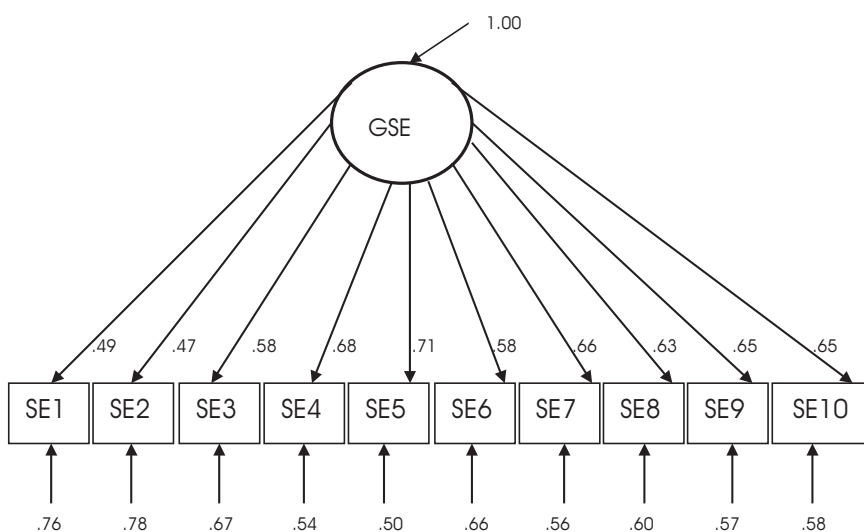 1.00
GSE
.49 .47 .58 .68 .71 .58 .66 .63 .65 .65
SE1 SE2 SE3 SE4 SE5 SE6 SE7 SE8 SE9 SE10
.76 .78 .67 .54 .50 .66 .56 .60 .57 .58